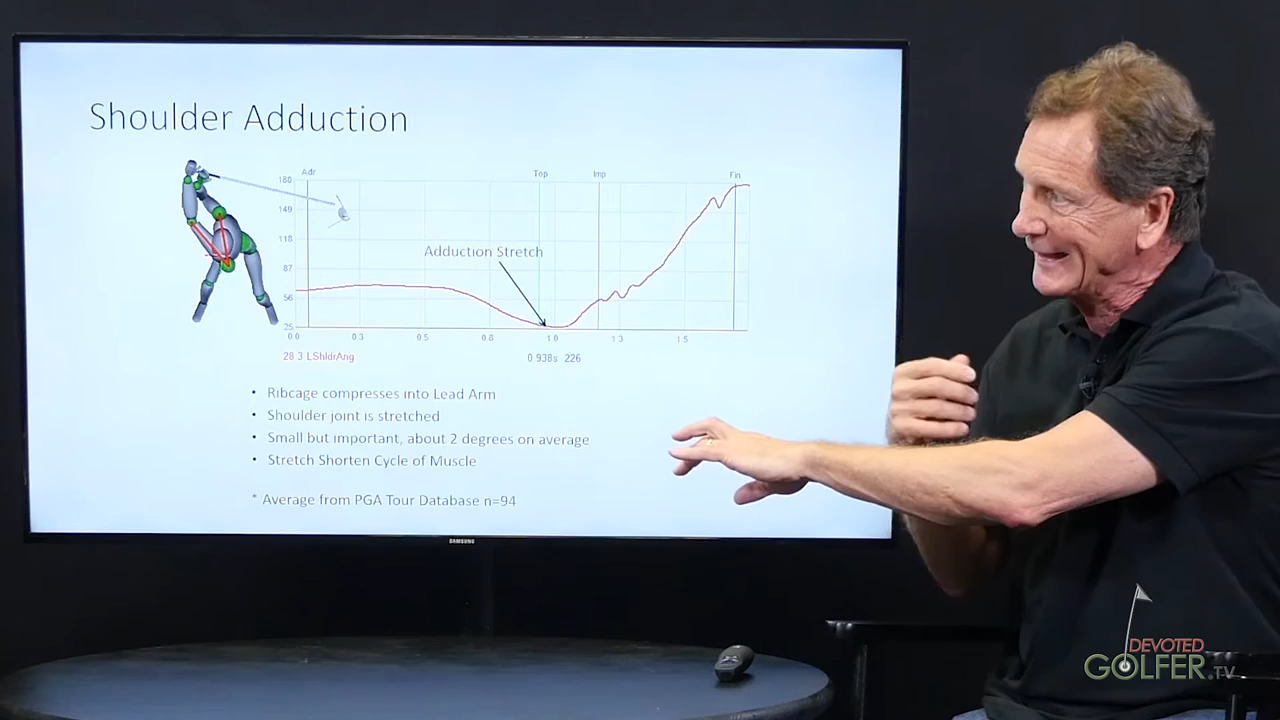 Shoulder Adduction
Adr Top Imp Fin
180
149
118
87
56
25
Adduction Stretch
0.0 0.3 0.5 0.8 1.0 1.3 1.5
28.3 LShldrAng 0.938s 226
• Ribcage compresses into Lead Arm
• Shoulder joint is stretched
• Small but important, about 2 degrees on average
• Stretch Shorten Cycle of Muscle
* Average from PGA Tour Database n=94
SAMSUNG
DEVOTED
GOLFER.TV